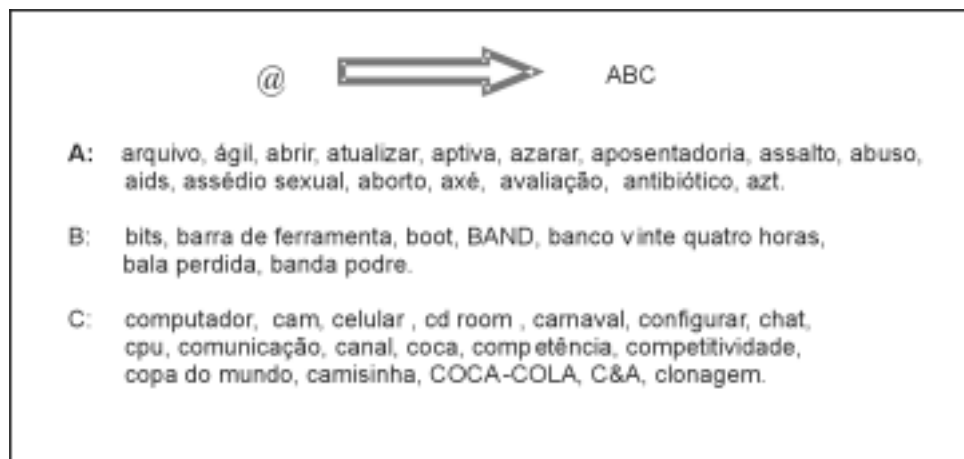 @ ABC
A: arquivo, ágil, abrir, atualizar, aptiva, azarar, aposentadoria, assalto, abuso,
aids, assédio sexual, aborto, axé, avaliação, antibiótico, azt.
B: bits, barra de ferramenta, boot, BAND, banco vinte quatro horas,
bala perdida, banda podre.
C: computador, cam, celular , cd room , carnaval, configurar, chat,
cpu, comunicação, canal, coca, competência, competitividade,
copa do mundo, camisinha, COCA-COLA, C&A, clonagem.